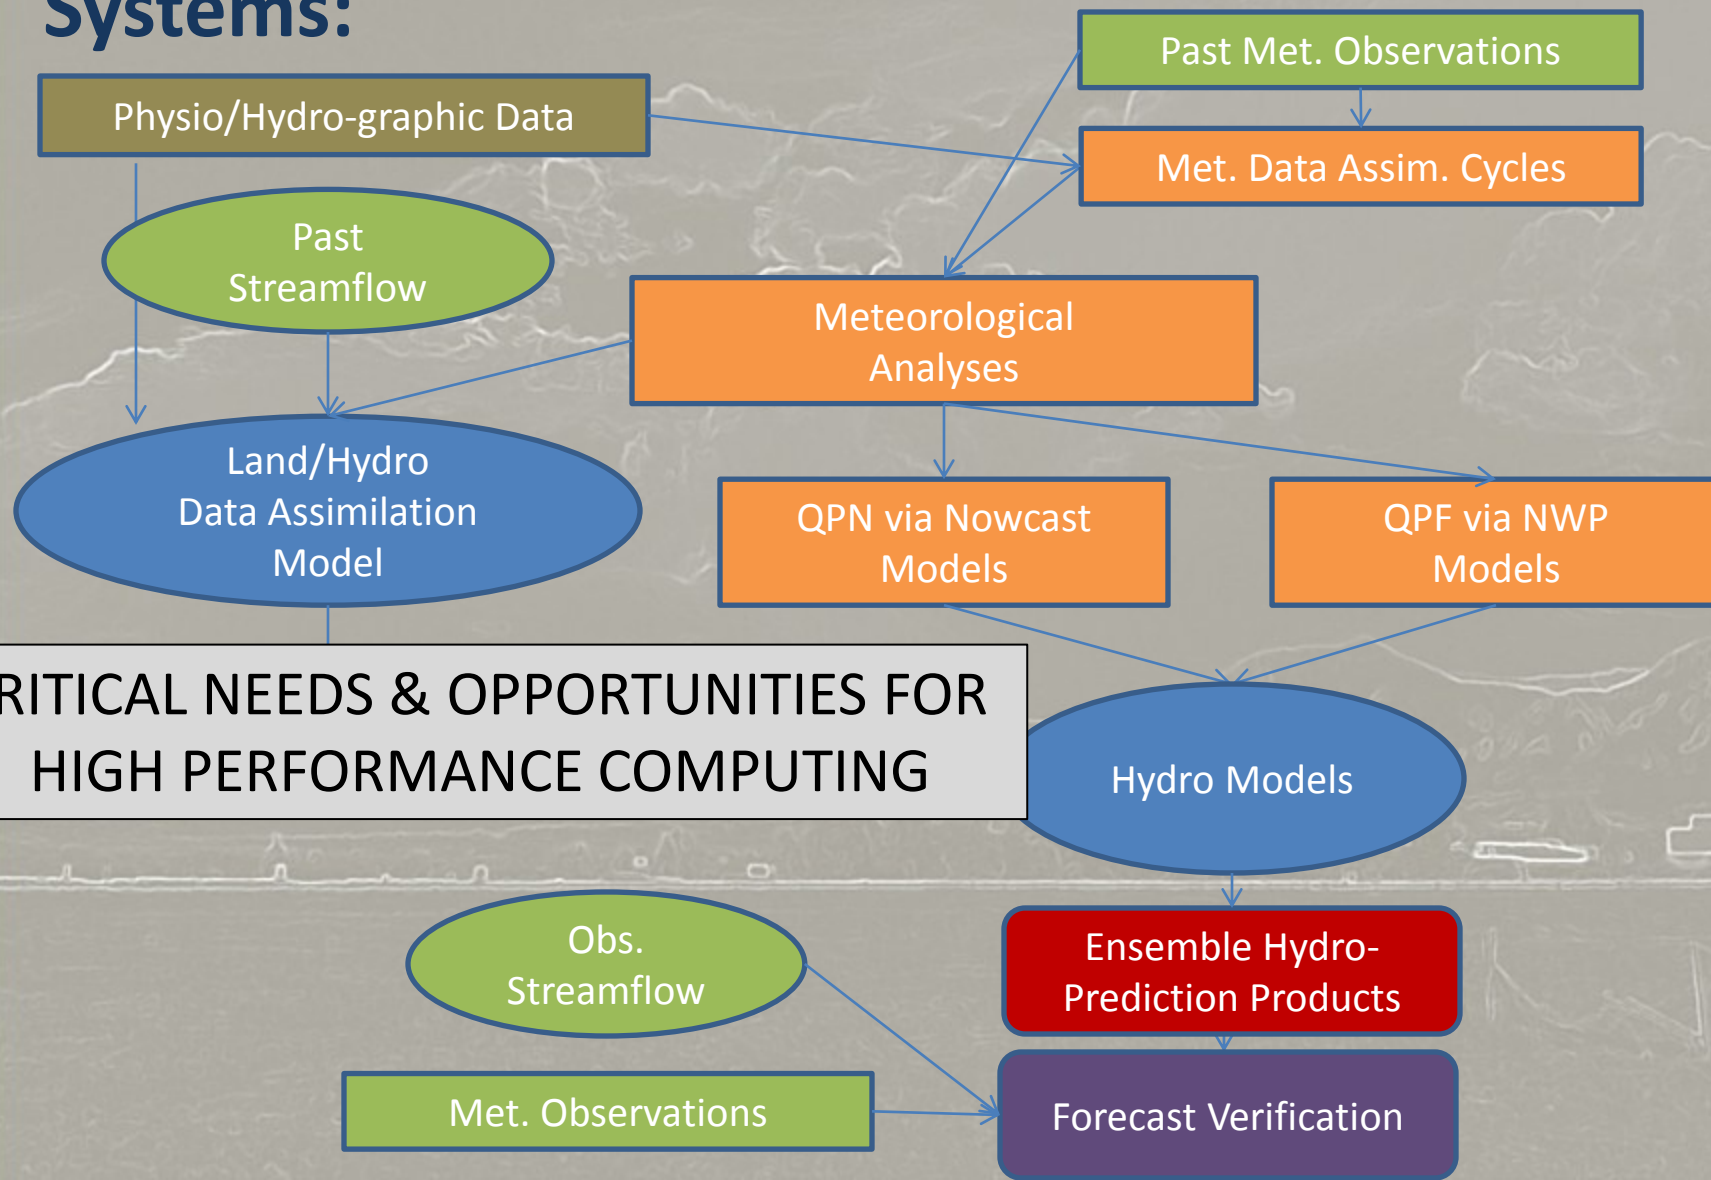 Systems:
Past Met. Observations
Physio/Hydro-graphic Data
Met. Data Assim. Cycles
Past
Streamflow
Meteorological
Analyses
Land/Hydro
Data Assimilation
Model
QPN via Nowcast
Models
QPF via NWP
Models
RITICAL NEEDS & OPPORTUNITIES FOR
HIGH PERFORMANCE COMPUTING
Hydro Models
Obs.
Streamflow
Ensemble Hydro-
Prediction Products
Met. Observations
Forecast Verification